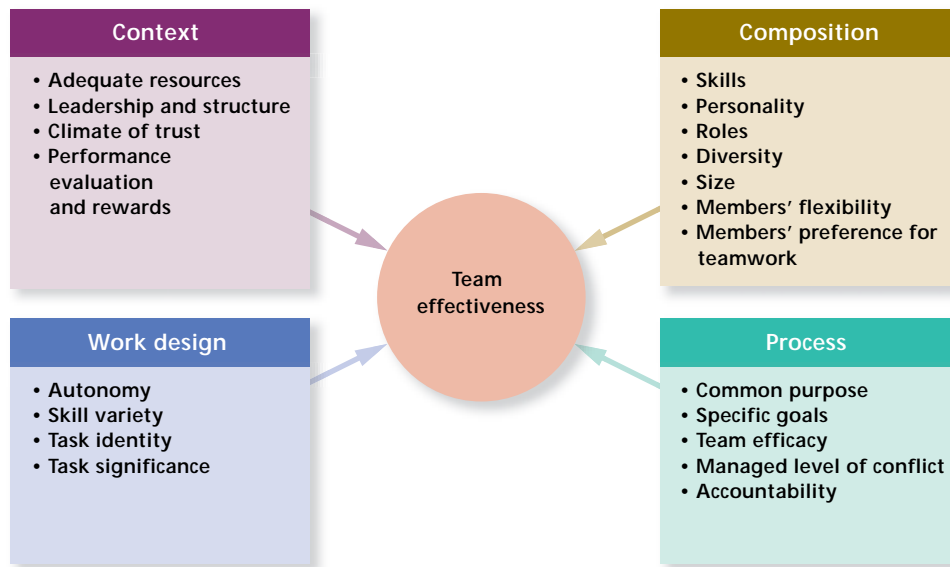 Context
• Adequate resources
• Leadership and structure
• Climate of trust
• Performance
evaluation
and rewards
Composition
• Skills
• Personality
• Roles
• Diversity
• Size
• Members’ flexibility
• Members’ preference for
teamwork
Team
effectiveness
Work design
• Autonomy
• Skill variety
• Task identity
• Task significance
Process
• Common purpose
• Specific goals
• Team efficacy
• Managed level of conflict
• Accountability